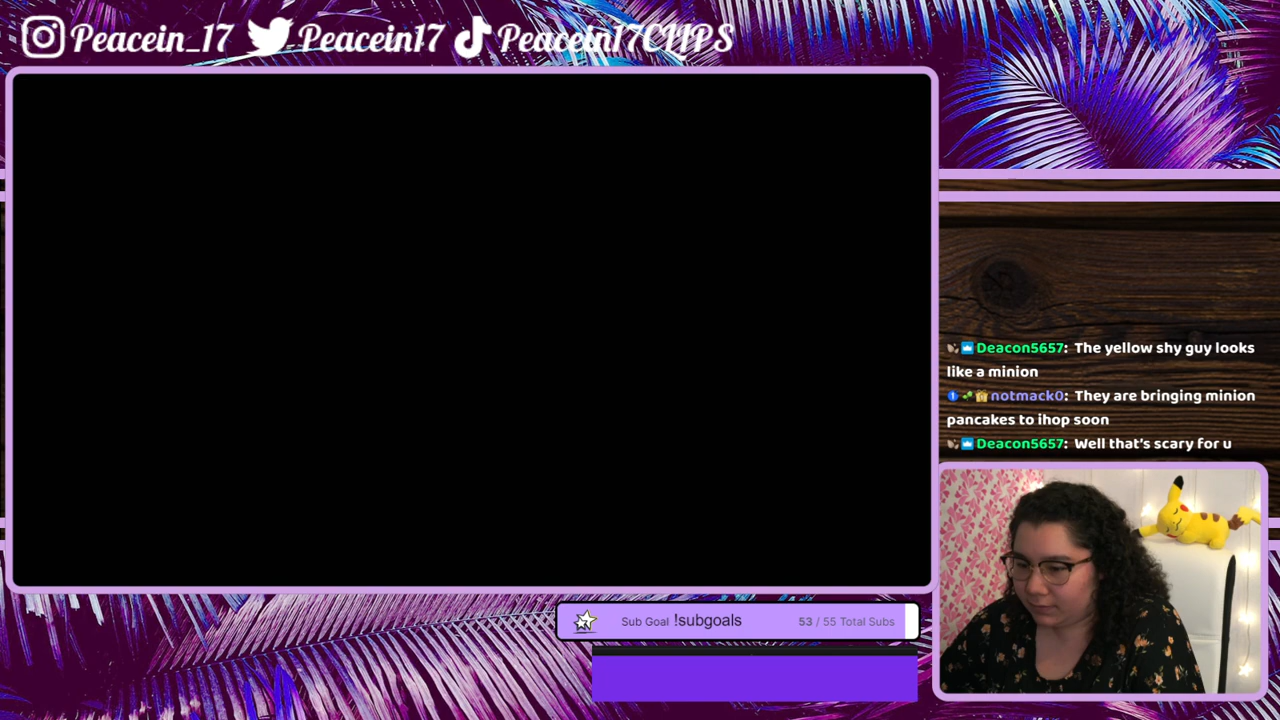 Peacein_17 Peacein17 Peacein17ClIPS
Deacon5657: The yellow shy guy looks
like a minion
notmack0: They are bringing minion
pancakes to ihop soon
Deacon5657: Well that's scary for u
Sub Goal !subgoals 53 / 55 Total Subs